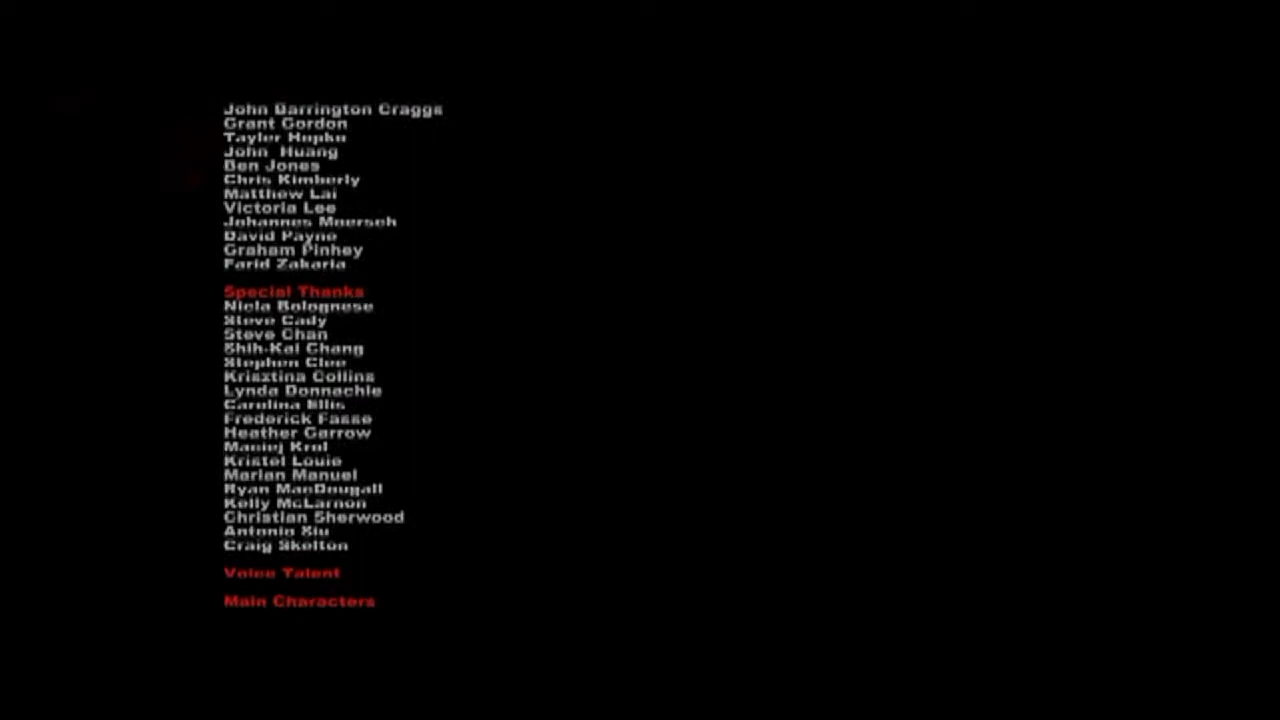 John Barrington Craggs
Grant Gordon
Tayler Hopko
John Huang
Ben Jones
Chris Kimberly
Matthew Lai
Victoria Lee
Johannes Moersch
David Payne
Graham Pinhey
Farid Zakaria
Special Thanks
Nicla Bolognese
Steve Cady
Steve Chan
Shih-Kai Chang
Stephen Clee
Krisztina Collins
Lynda Donnachie
Carolina Ellis
Frederick Fasse
Heather Garrow
Maciej Krol
Kristel Louie
Marian Manuel
Ryan MacDougall
Kelly McLarnon
Christian Sherwood
Antonio Siu
Craig Skelton
Voice Talent
Main Characters